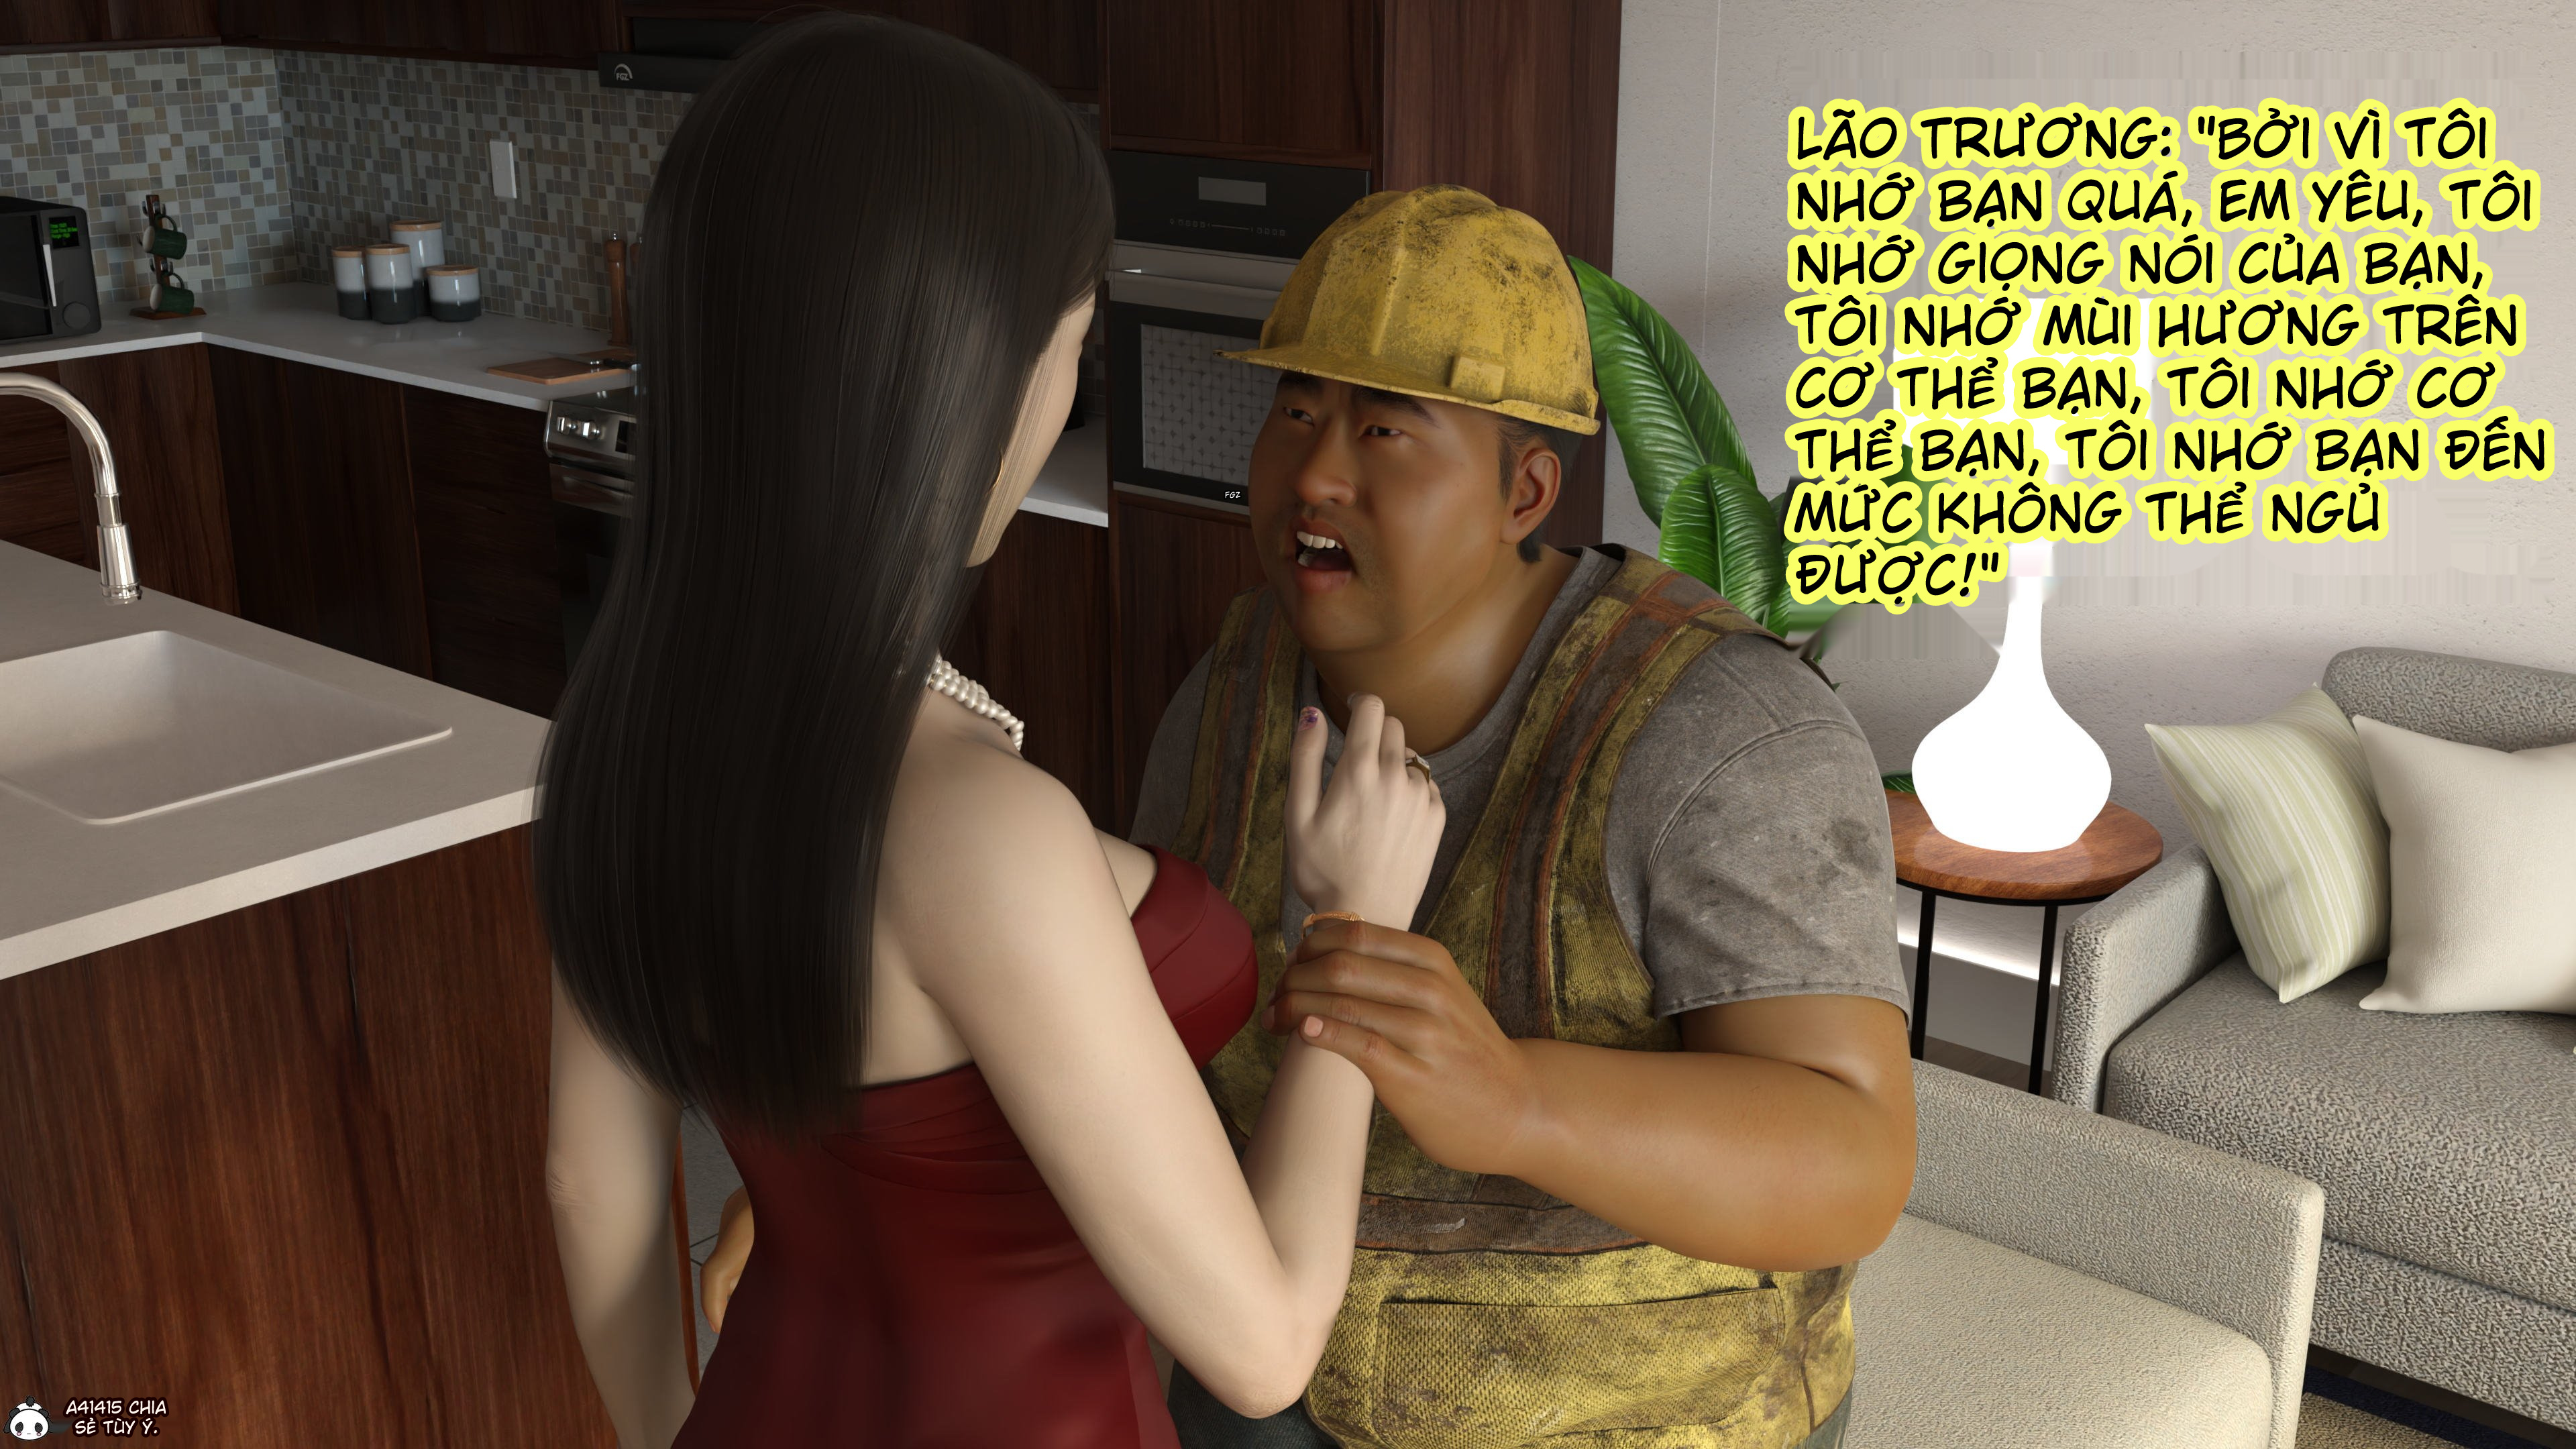 LÃO TRƯƠNG: "BỞI VÌ TÔI
NHỚ BẠN QUÁ, EM YÊU, TÔI
NHỚ GIỌNG NÓI CỦA BẠN,
TÔI NHỚ MÙI HƯƠNG TRÊN
CƠ THỂ BẠN, TÔI NHỚ CƠ
THỂ BẠN, TÔI NHỚ BẠN ĐẾN
MỨC KHÔNG THỂ NGỦ
ĐƯỢC!"
FGZ
FGZ
A41415 CHIA
SẺ TÙY Ý.